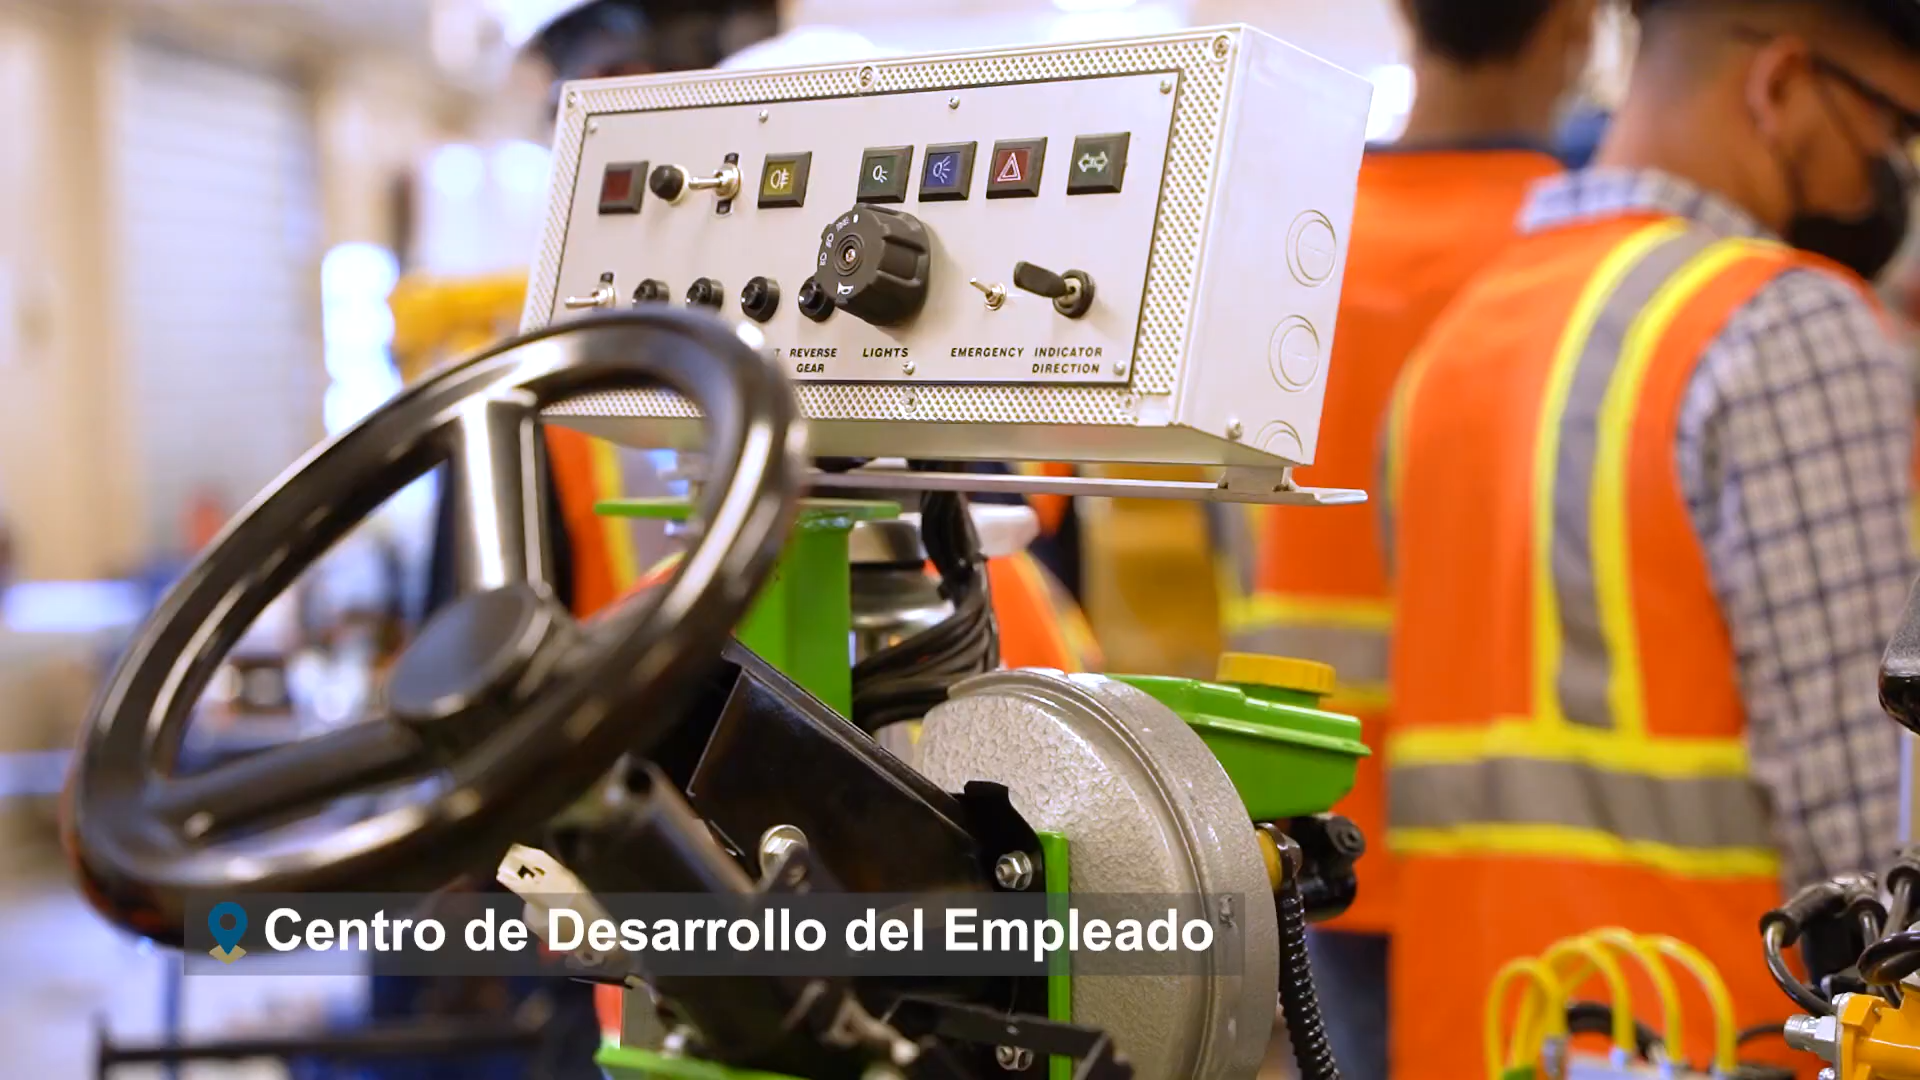 REVERSE
GEAR
LIGHTS
EMERGENCY
INDICATOR
DIRECTION
Centro de Desarrollo del Empleado